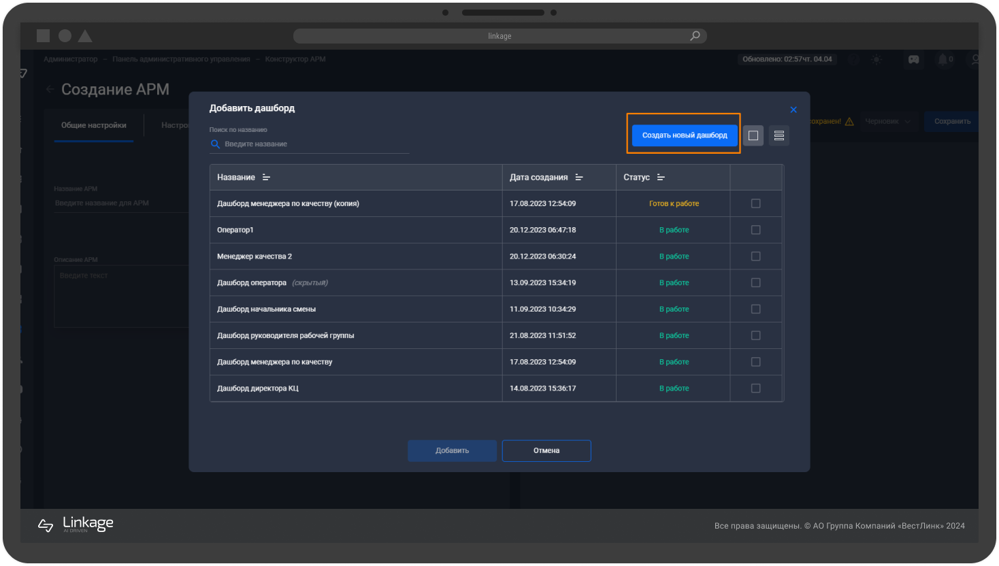 linkage
Администратор – Панель административного управления – Конструктор АРМ
Обновлено: 02:57чт. 04.04
0
Создание АРМ
Добавить дашборд
Общие настройки
Настро
Поиск по названию
Введите название
Создать новый дашборд
охранен!
Черновик
Сохранить
Название Дата создания Статус
Название АРМ
Введите название для АРМ
Дашборд менеджера по качеству (копия) 17.08.2023 12:54:09 Готов к работе
Оператор1 20.12.2023 06:47:18 В работе
Менеджер качества 2 20.12.2023 06:30:24 В работе
Описание АРМ
Введите текст
Дашборд оператора (скрытый) 13.09.2023 15:34:19 В работе
Дашборд начальника смены 11.09.2023 10:34:29 В работе
Дашборд руководителя рабочей группы 21.08.2023 11:51:52 В работе
Дашборд менеджера по качеству 17.08.2023 12:54:09 В работе
Дашборд директора КЦ 14.08.2023 15:36:17 В работе
Добавить
Отмена
Linkage
AI DRIVEN
Все права защищены. © АО Группа Компаний «ВестЛинк» 2024